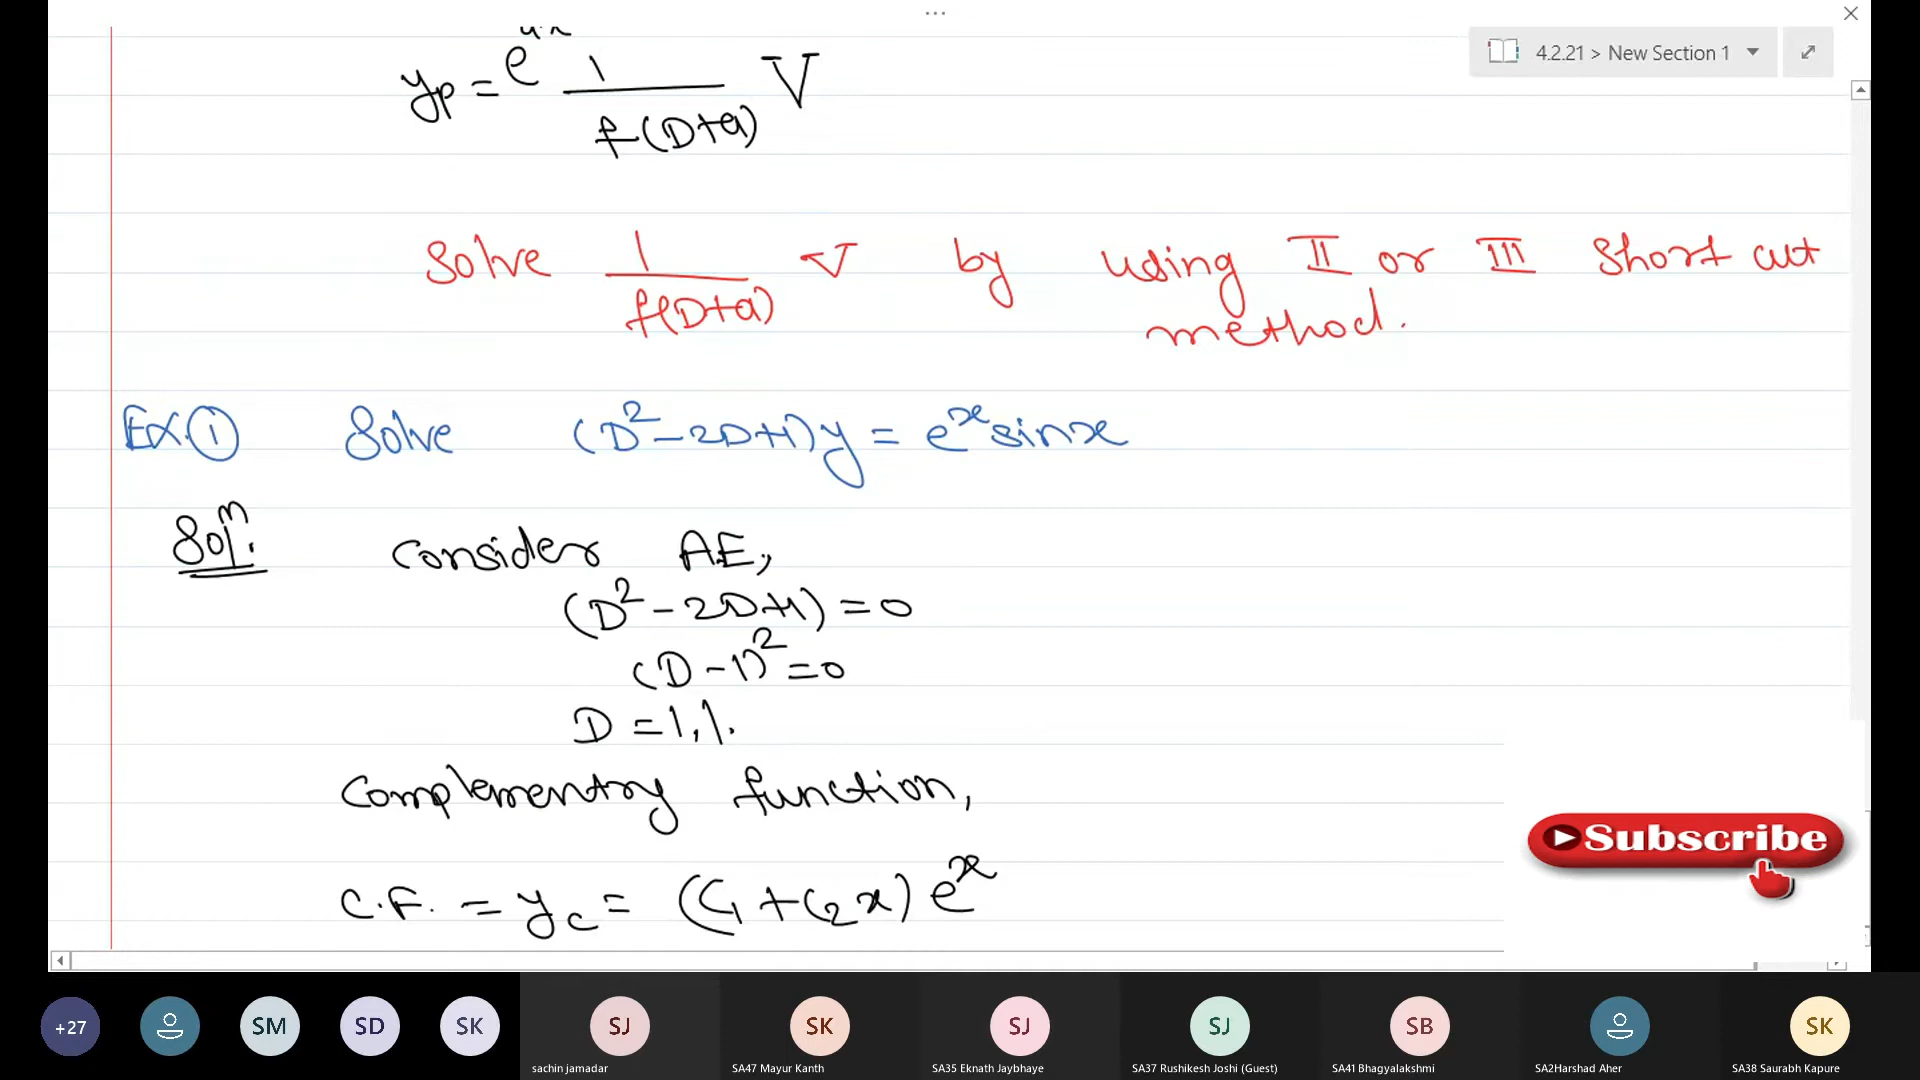 ...
4.2.21 > New Section 1
yp = e^{ax} 1/f(D+a) V
Solve 1/f(D+a) V by using II or III short cut
method.
Ex.① Solve (D²-2D+1)y = e^x sinx
Solⁿ. Consider AE,
(D²-2D+1) = 0
(D-1)² = 0
D = 1,1.
Complementry function,
C.F. = yc = (C₁+C₂x) e^x
Subscribe
+27 SM SD SK SJ SK SJ SJ SB SK
sachin jamadar SA47 Mayur Kanth SA35 Eknath Jaybhaye SA37 Rushikesh Joshi (Guest) SA41 Bhagyalakshmi SA2Harshad Aher SA38 Saurabh Kapure